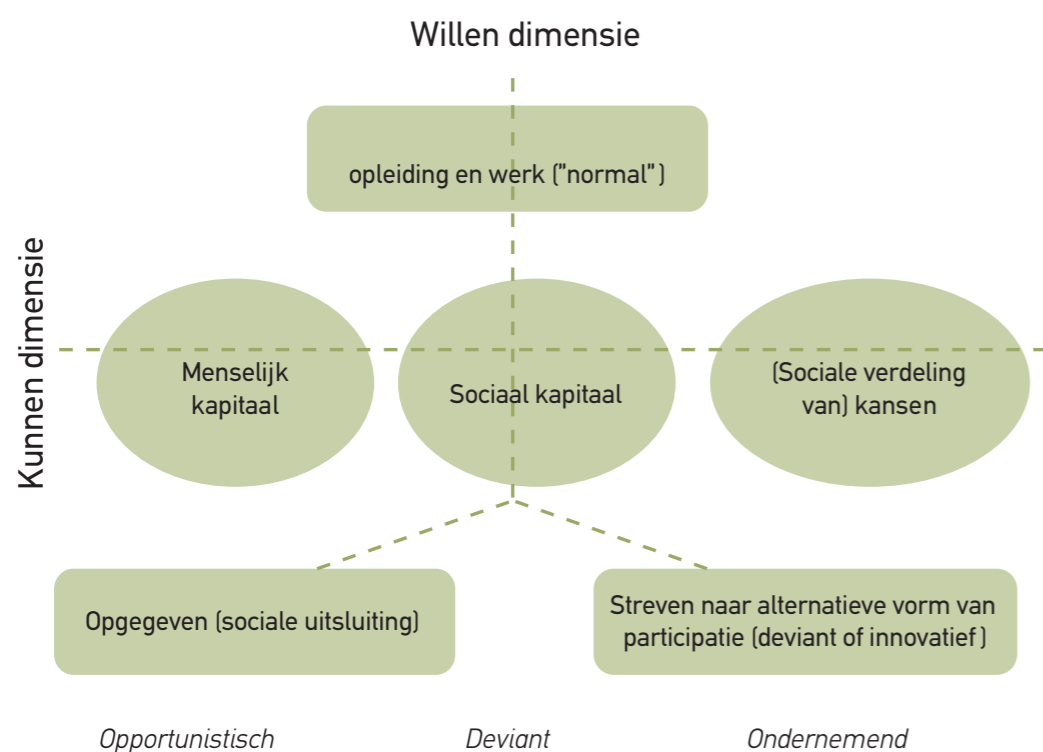 Willen dimensie
opleiding en werk ("normal")
Kunnen dimensie
Menselijk
kapitaal
Sociaal kapitaal
(Sociale verdeling
van) kansen
Opgegeven (sociale uitsluiting)
Streven naar alternatieve vorm van
participatie (deviant of innovatief)
Opportunistisch
Deviant
Ondernemend